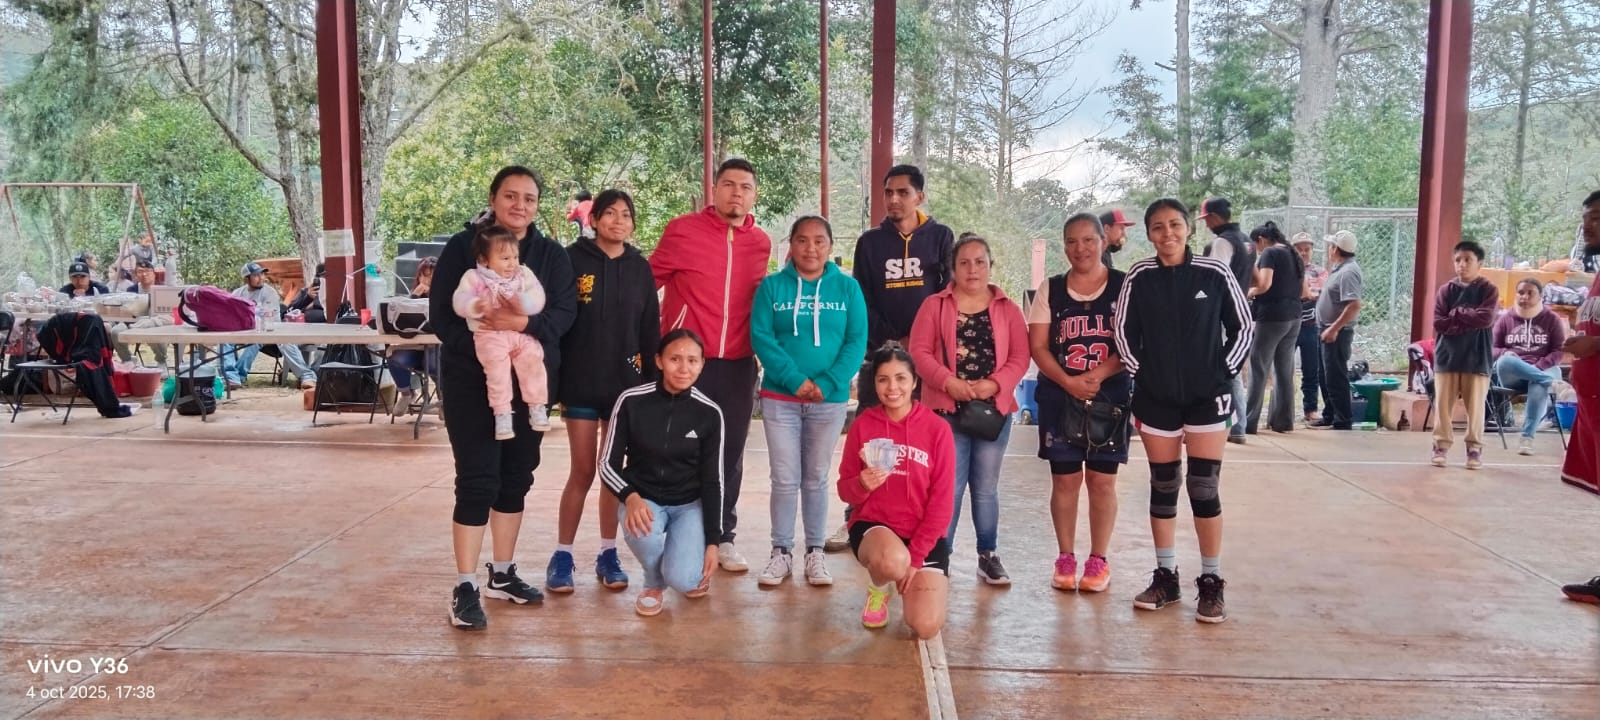 SR
STONE RIDGE
CALIFORNIA
BULLS
23
17
GARAGE
vivo Y36
4 oct 2025, 17:38